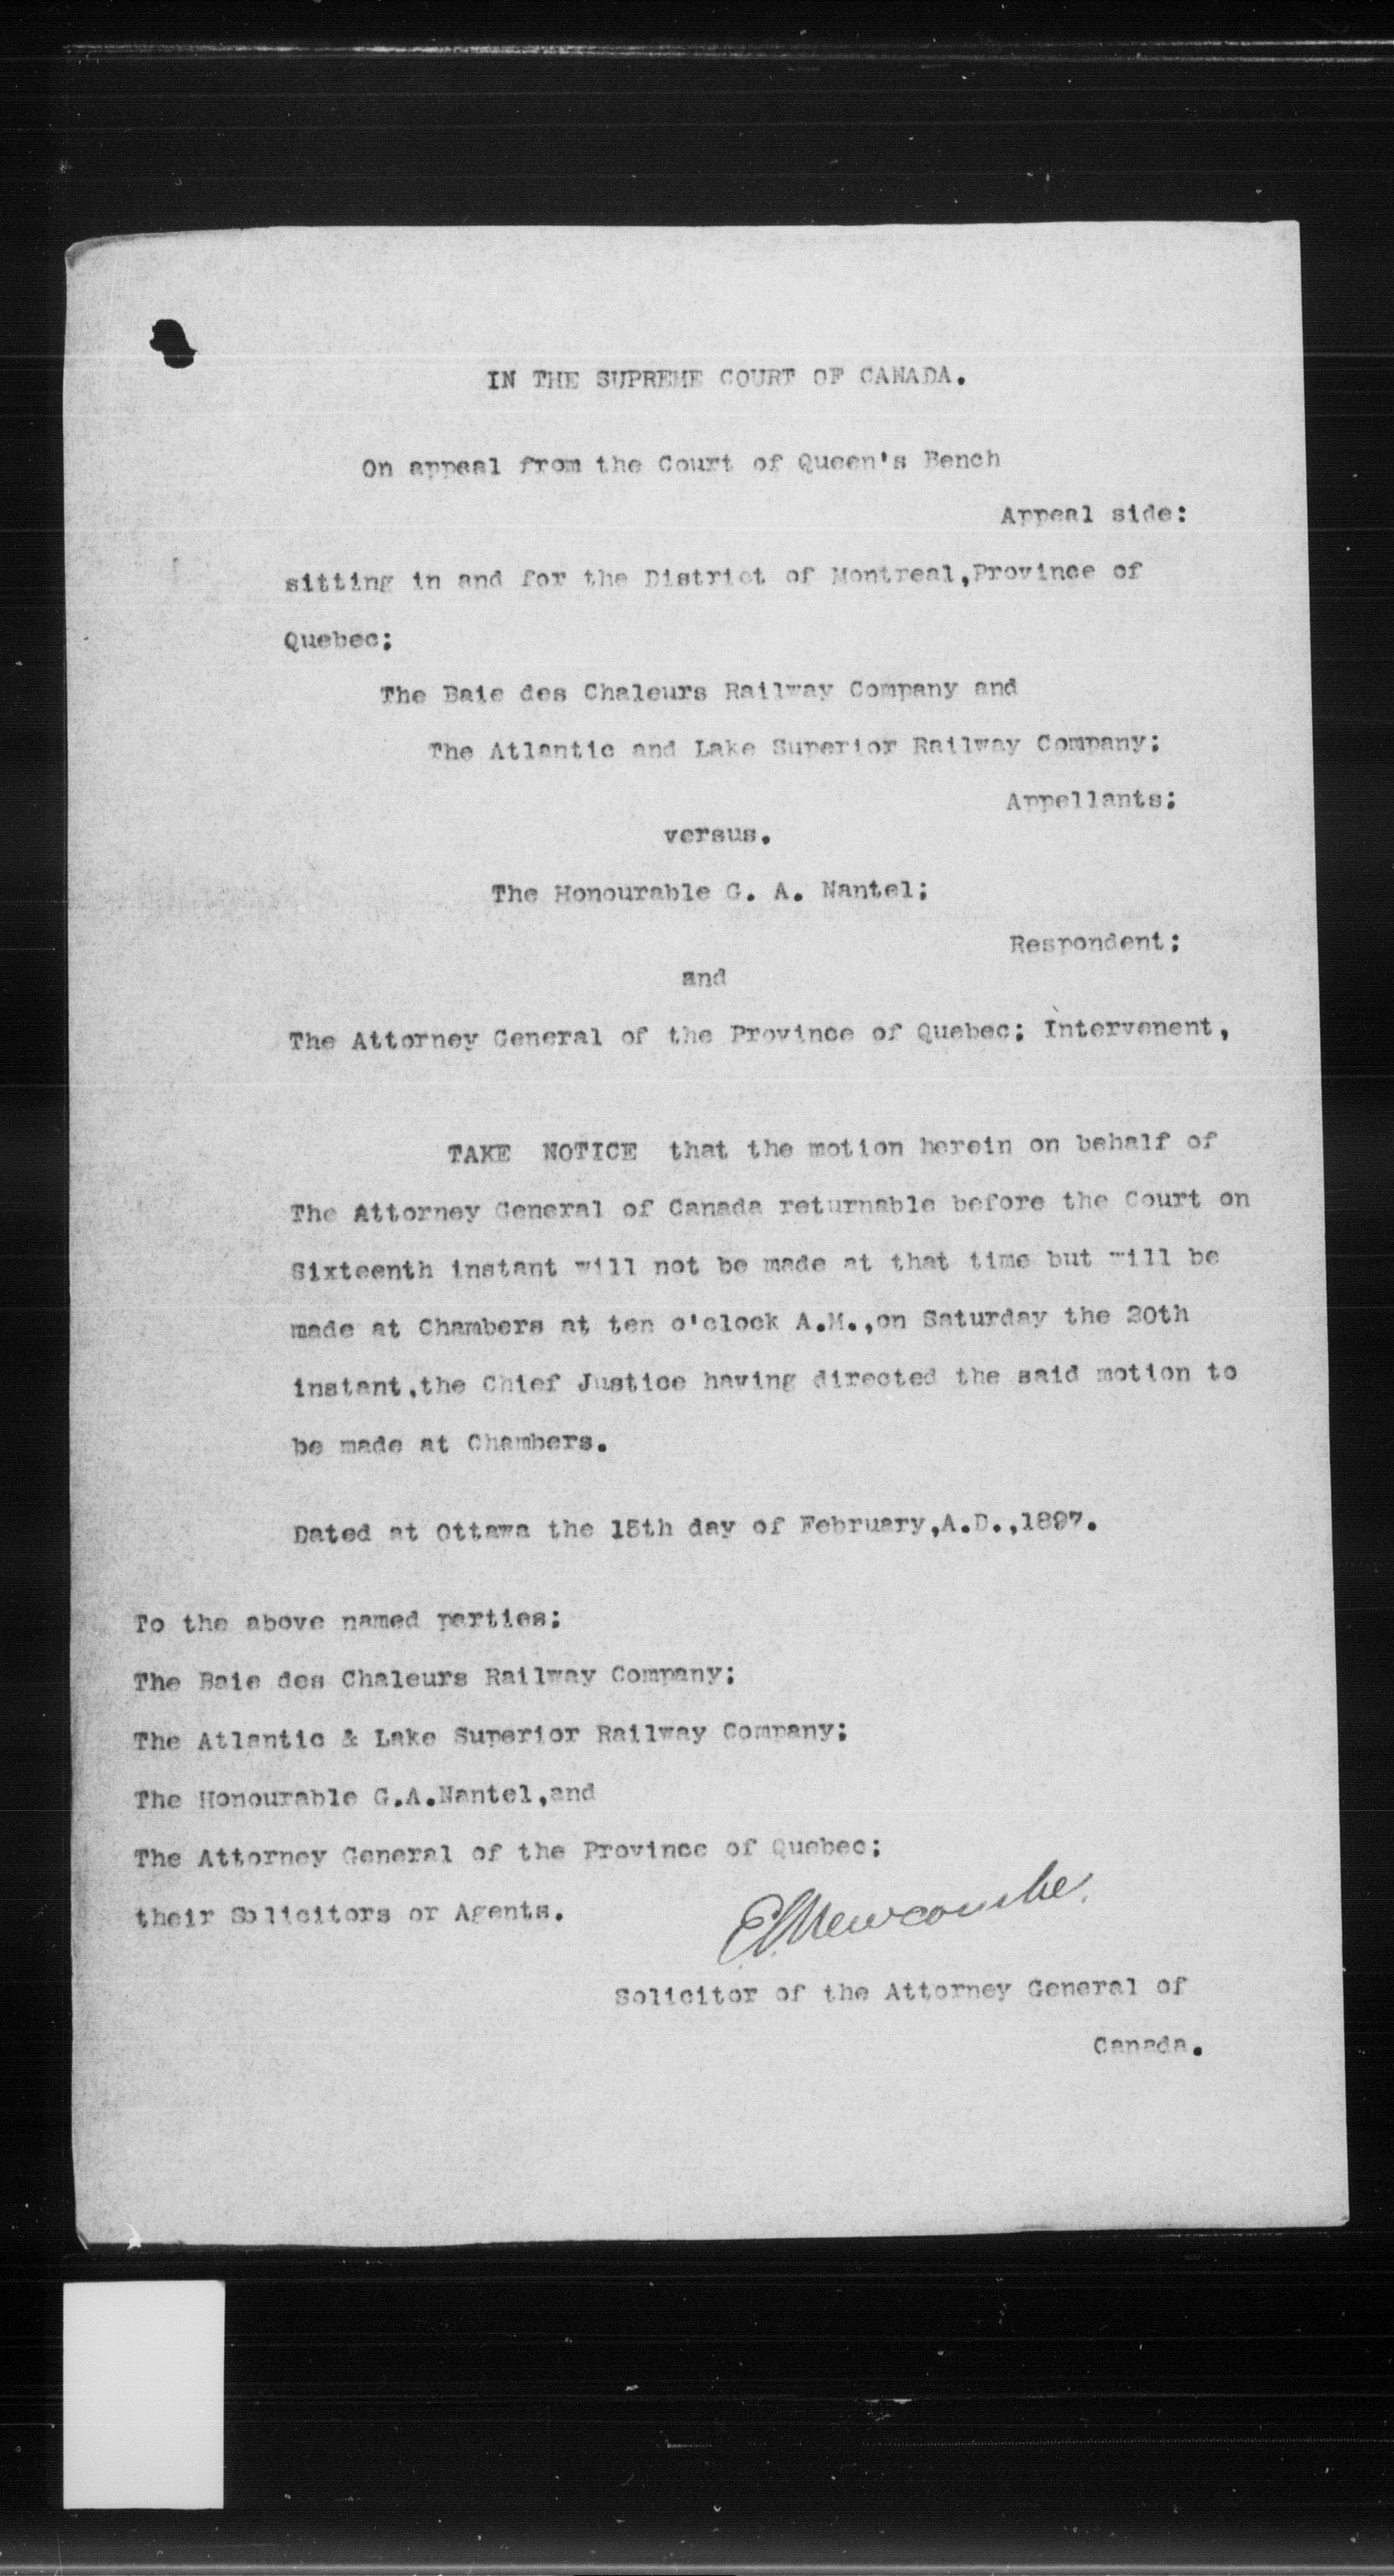 IN THE SUPREME COURT OF CANADA.
On appeal from the Court of Queen's Bench
Appeal side:
sitting in and for the District of Montreal,Province of
Quebec;
The Baie des Chaleurs Railway Company and
The Atlantic and Lake Superior Railway Company;
Appellants;
versus.
The Honourable G. A. Nantel;
Respondent;
and
The Attorney General of the Province of Quebec; Intervenent,
TAKE NOTICE that the motion herein on behalf of
The Attorney General of Canada returnable before the Court on
Sixteenth instant will not be made at that time but will be
made at Chambers at ten o'clock A.M.,on Saturday the 20th
instant,the Chief Justice having directed the said motion to
be made at Chambers.
Dated at Ottawa the 15th day of February,A.D.,1897.
To the above named parties;
The Baie des Chaleurs Railway Company;
The Atlantic & Lake Superior Railway Company;
The Honourable G.A.Nantel,and
The Attorney General of the Province of Quebec;
their Solicitors or Agents.
E.L. Newcombe.
Solicitor of the Attorney General of
Canada.